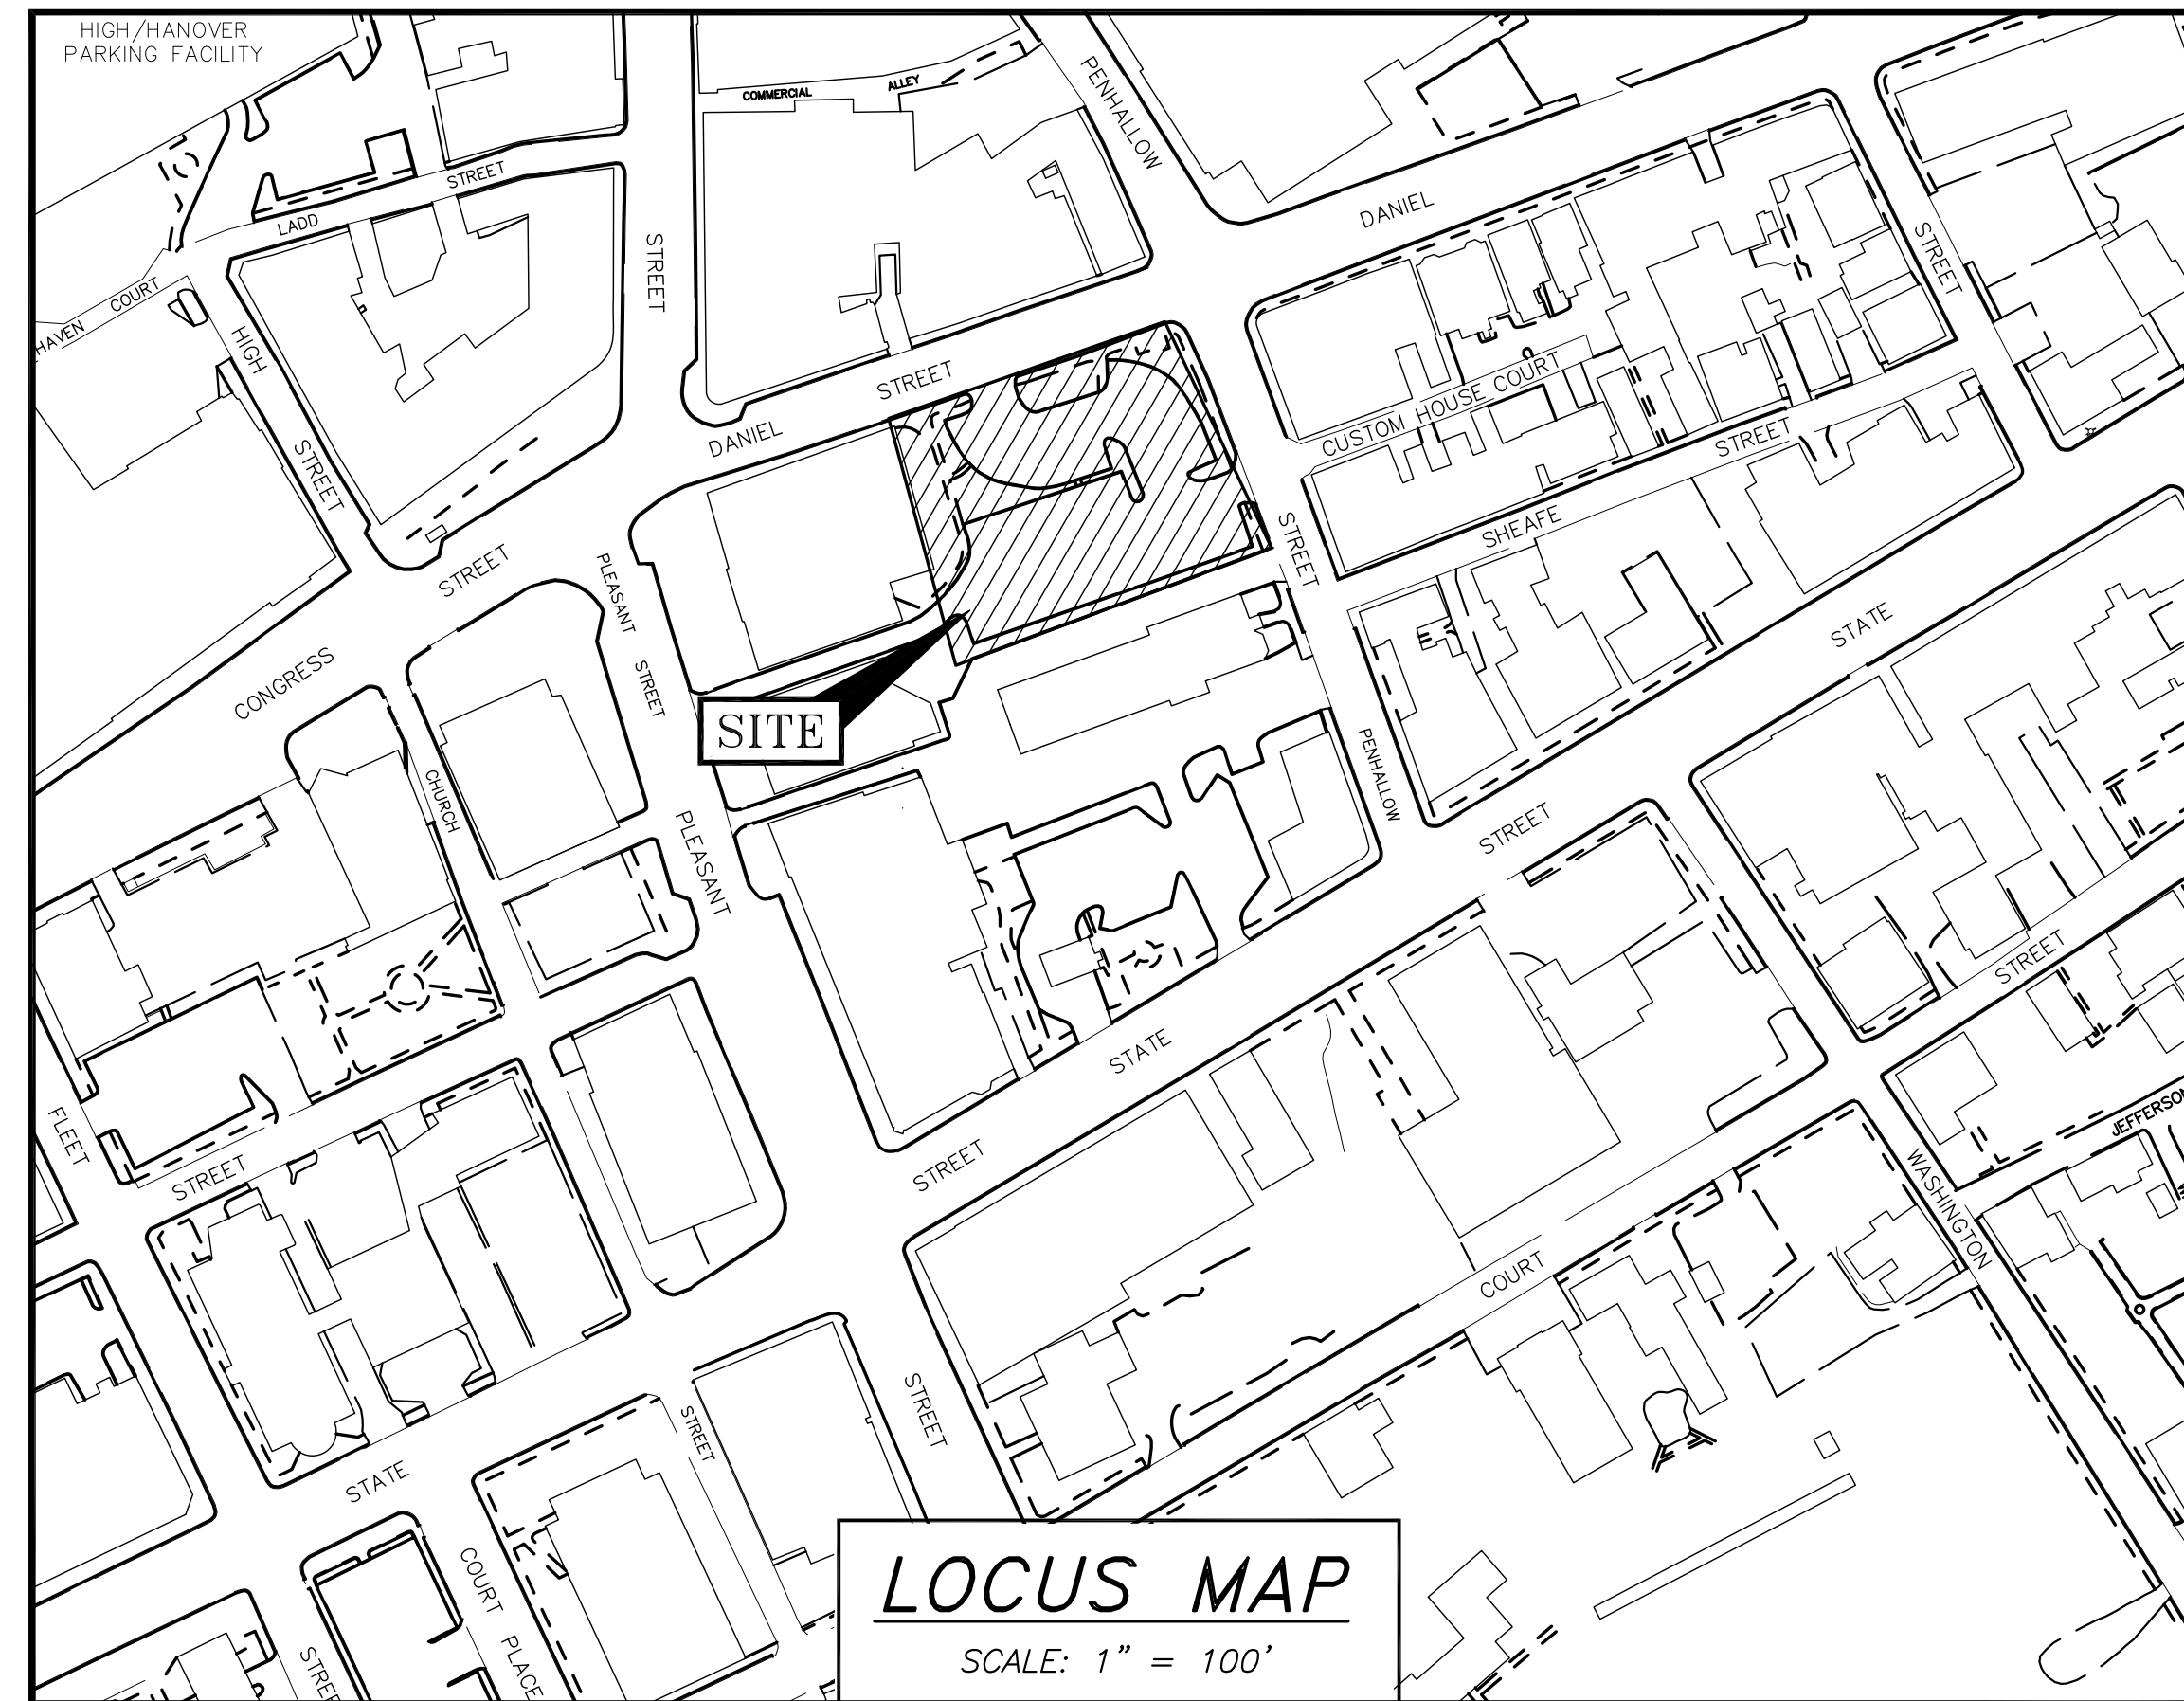 HIGH/HANOVER
PARKING FACILITY
COMMERCIAL ALLEY
PENHALLOW
LADD STREET
STREET
DANIEL
STREET
HAVEN COURT
HIGH
STREET
DANIEL STREET
CUSTOM HOUSE COURT
SHEAFE STREET
STREET
STREET
PLEASANT
STREET
CONGRESS
STATE
SITE
CHURCH
PENHALLOW
PLEASANT
STREET
STREET
STATE
FLEET
STREET
STREET
JEFFERSON
WASHINGTON
COURT
STREET
STREET
STATE
COURT
PLACE
LOCUS MAP
SCALE: 1" = 100'